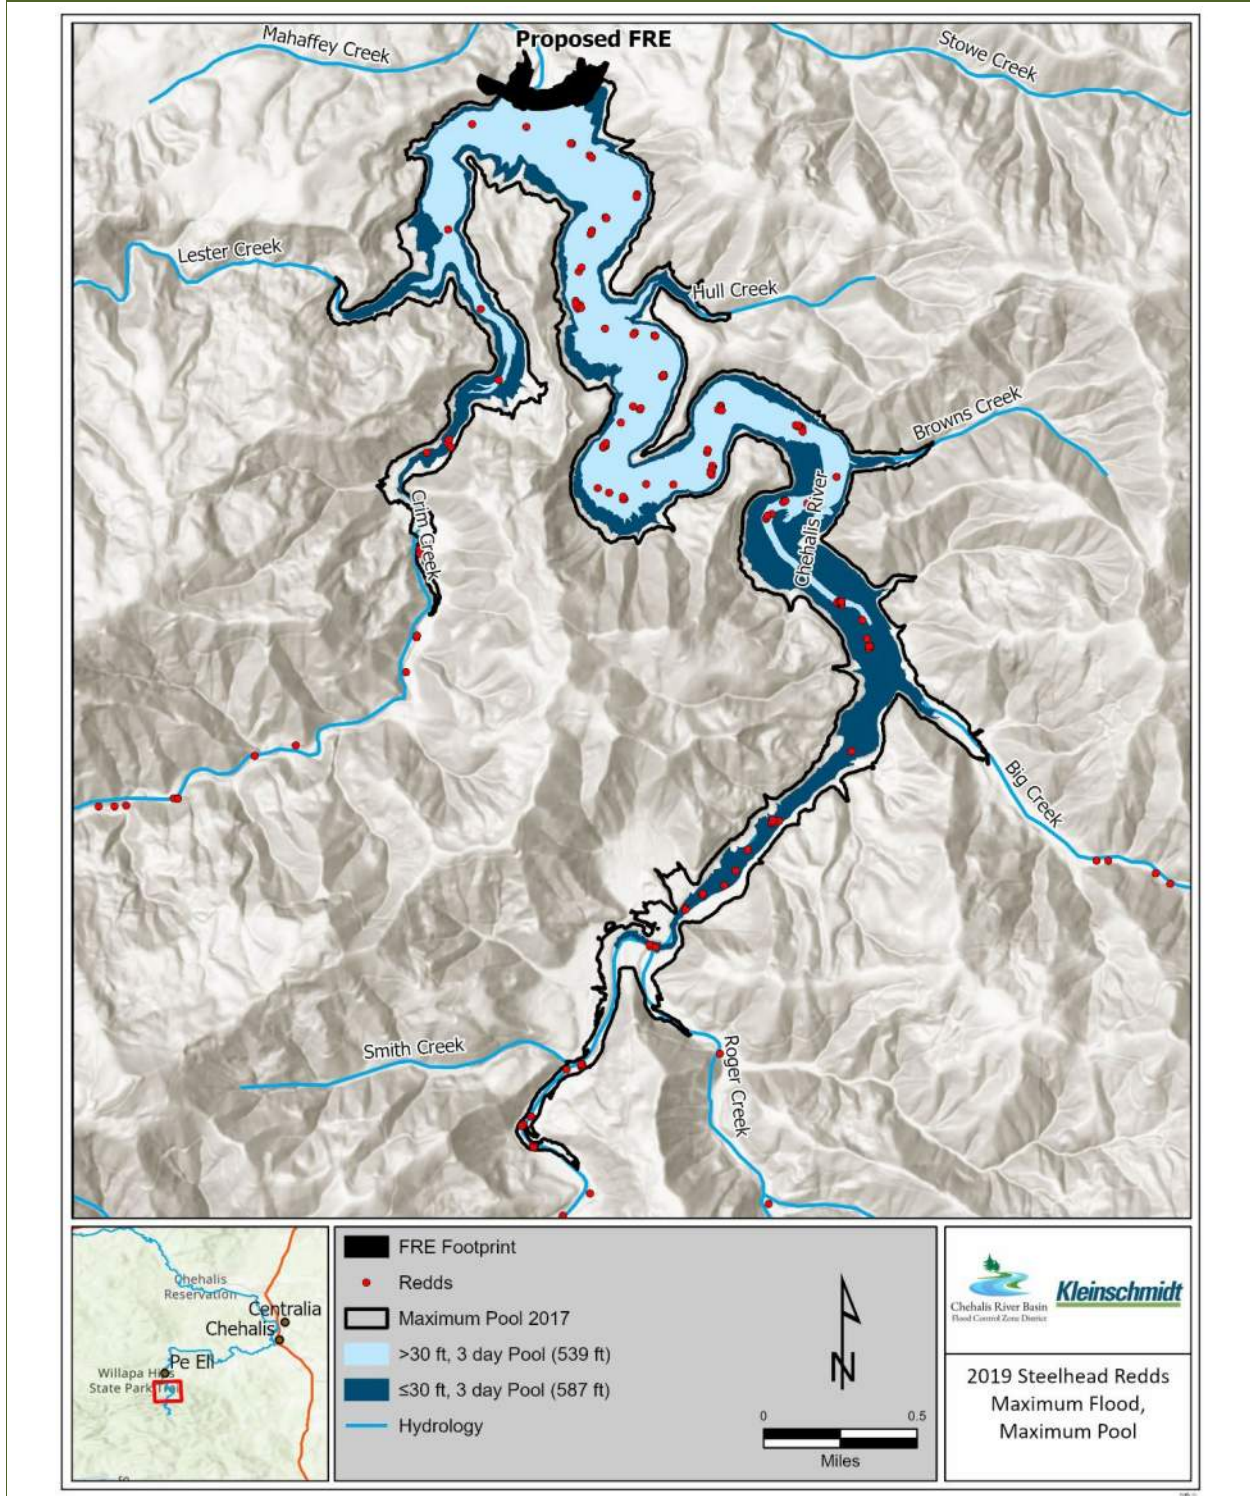 Proposed FRE
Mahaffey Creek
Stowe Creek
Lester Creek
Hull Creek
Browns Creek
Chehalis River
Crim Creek
Big Creek
Smith Creek
Roger Creek
Chehalis
Reservation
Centralia
Chehalis
Pe Ell
Willapa Hills
State Park Trail
FRE Footprint
Redds
Maximum Pool 2017
>30 ft, 3 day Pool (539 ft)
≤30 ft, 3 day Pool (587 ft)
Hydrology
N
0 0.5
Miles
Chehalis River Basin
Flood Control Zone District
Kleinschmidt
2019 Steelhead Redds
Maximum Flood,
Maximum Pool